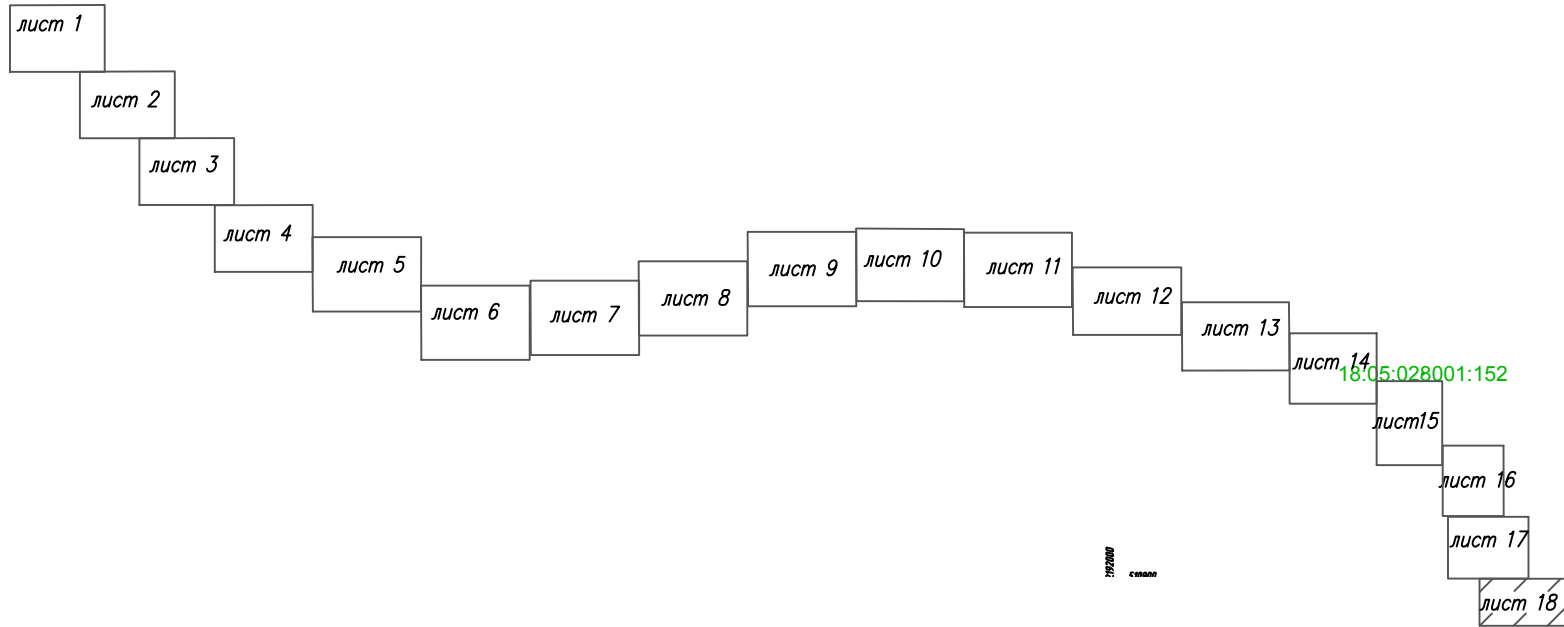 лист 1
лист 2
лист 3
лист 4
лист 5
лист 6
лист 7
лист 8
лист 9
лист 10
лист 11
лист 12
лист 13
лист 14
18:05:028001:152
лист15
лист 16
лист 17
лист 18